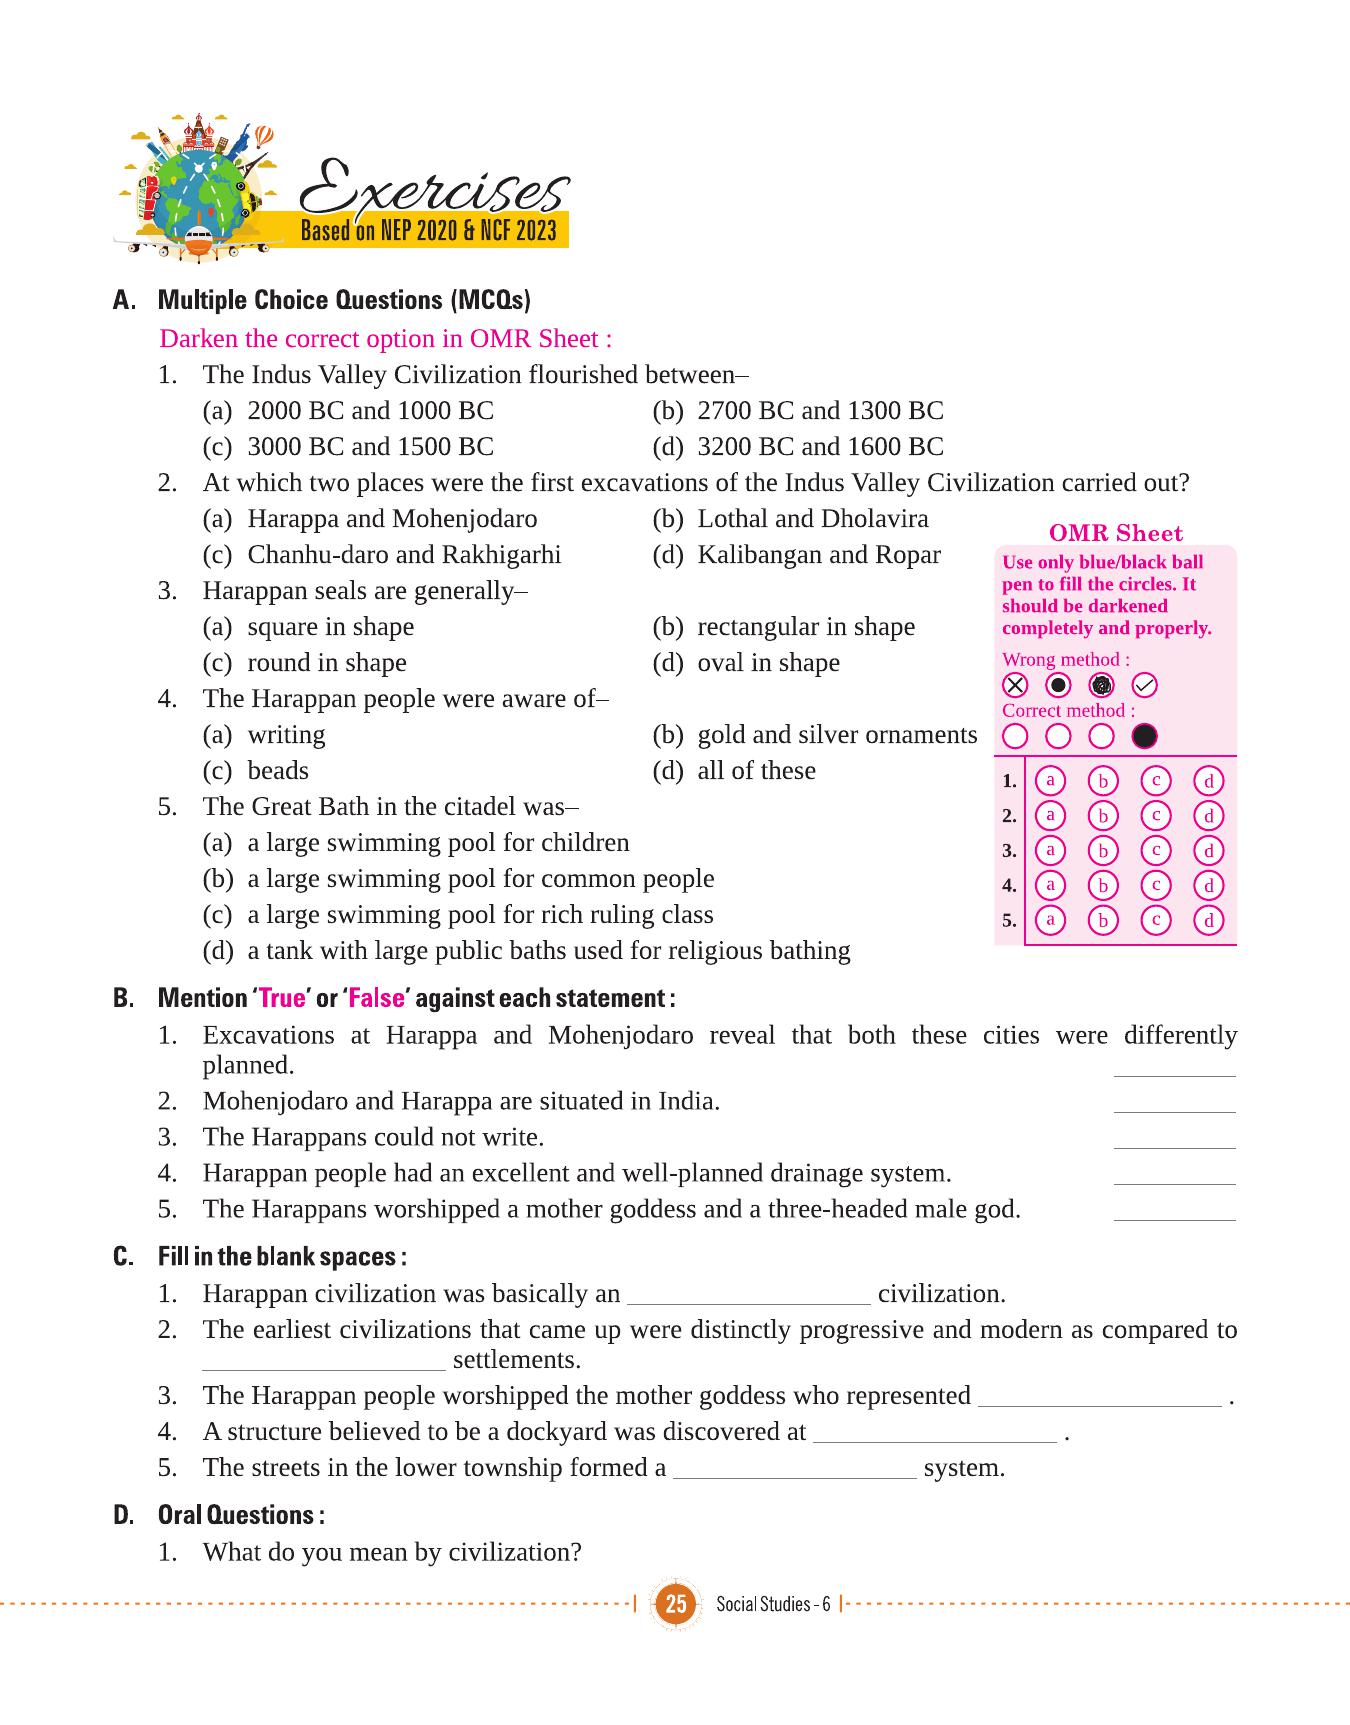 Exercises
Based on NEP 2020 & NCF 2023
A. Multiple Choice Questions (MCQs)
Darken the correct option in OMR Sheet :
1. The Indus Valley Civilization flourished between–
(a) 2000 BC and 1000 BC (b) 2700 BC and 1300 BC
(c) 3000 BC and 1500 BC (d) 3200 BC and 1600 BC
2. At which two places were the first excavations of the Indus Valley Civilization carried out?
(a) Harappa and Mohenjodaro (b) Lothal and Dholavira
(c) Chanhu-daro and Rakhigarhi (d) Kalibangan and Ropar
3. Harappan seals are generally–
(a) square in shape (b) rectangular in shape
(c) round in shape (d) oval in shape
4. The Harappan people were aware of–
(a) writing (b) gold and silver ornaments
(c) beads (d) all of these
5. The Great Bath in the citadel was–
(a) a large swimming pool for children
(b) a large swimming pool for common people
(c) a large swimming pool for rich ruling class
(d) a tank with large public baths used for religious bathing
OMR Sheet
Use only blue/black ball
pen to fill the circles. It
should be darkened
completely and properly.
Wrong method :
Correct method :
1. a b c d
2. a b c d
3. a b c d
4. a b c d
5. a b c d
B. Mention ‘True’ or ‘False’ against each statement :
1. Excavations at Harappa and Mohenjodaro reveal that both these cities were differently
planned. ____________
2. Mohenjodaro and Harappa are situated in India. ____________
3. The Harappans could not write. ____________
4. Harappan people had an excellent and well-planned drainage system. ____________
5. The Harappans worshipped a mother goddess and a three-headed male god. ____________
C. Fill in the blank spaces :
1. Harappan civilization was basically an __________________ civilization.
2. The earliest civilizations that came up were distinctly progressive and modern as compared to
__________________ settlements.
3. The Harappan people worshipped the mother goddess who represented __________________ .
4. A structure believed to be a dockyard was discovered at __________________ .
5. The streets in the lower township formed a __________________ system.
D. Oral Questions :
1. What do you mean by civilization?
25 Social Studies - 6